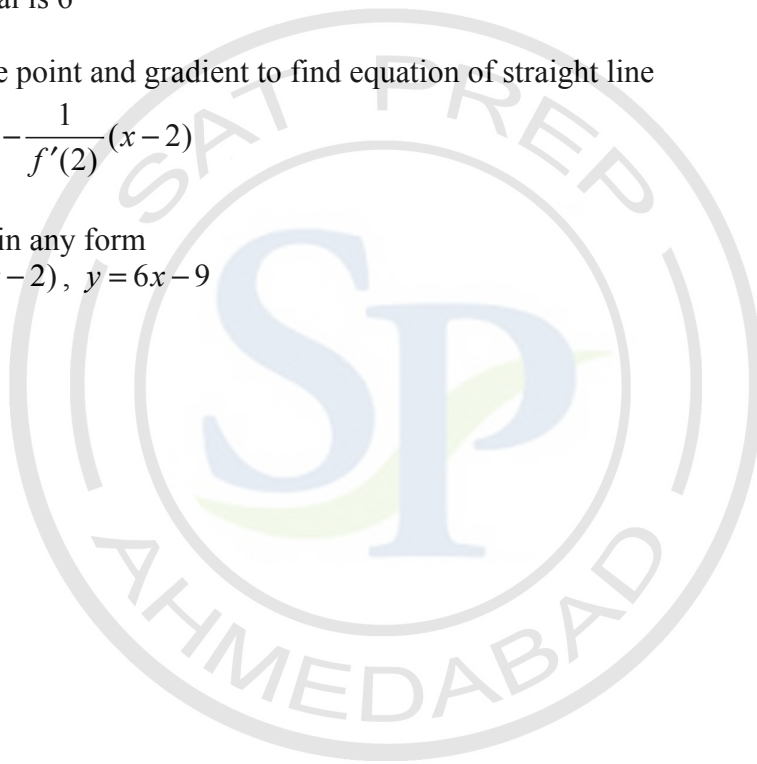 is 6
point and gradient to find equation of straight line
− 1/f′(2) (x − 2)
in any form
− 2), y = 6x − 9
SAT PREP
SP
AHMEDABAD